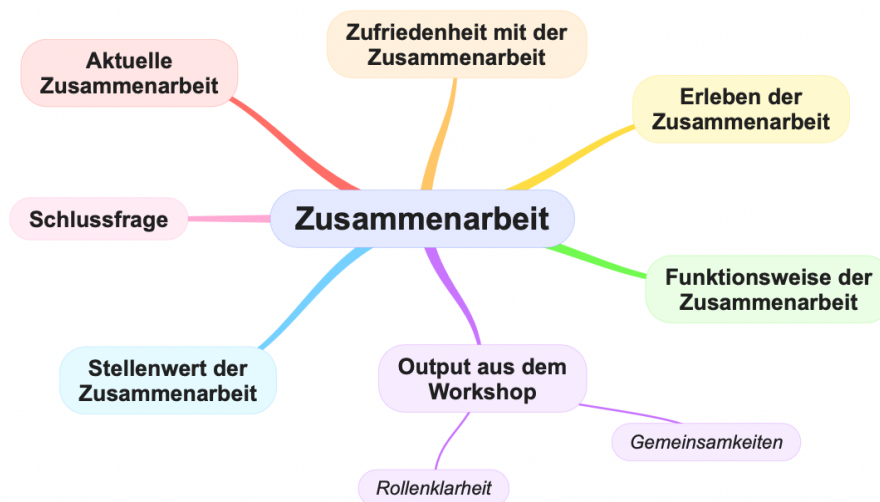 Zufriedenheit mit der
Zusammenarbeit
Aktuelle
Zusammenarbeit
Erleben der
Zusammenarbeit
Schlussfrage
Zusammenarbeit
Funktionsweise der
Zusammenarbeit
Stellenwert der
Zusammenarbeit
Output aus dem
Workshop
Gemeinsamkeiten
Rollenklarheit